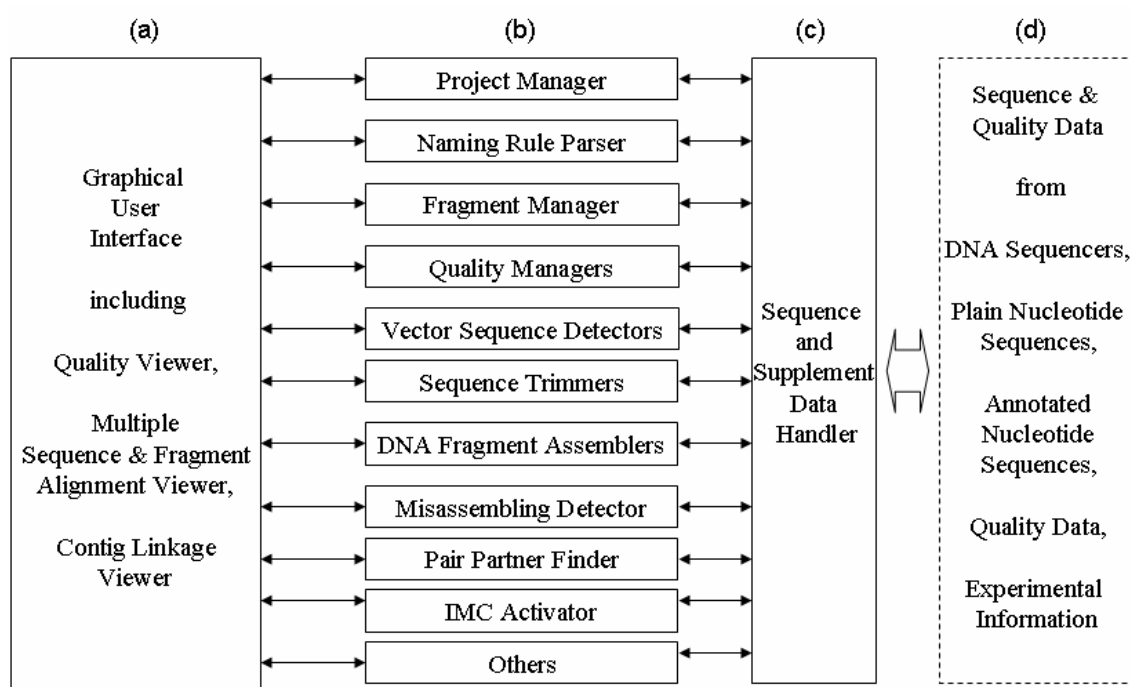 (a)
(b)
(c)
(d)
Graphical
User
Interface
including
Quality Viewer,
Multiple
Sequence & Fragment
Alignment Viewer,
Contig Linkage
Viewer
Project Manager
Naming Rule Parser
Fragment Manager
Quality Managers
Vector Sequence Detectors
Sequence Trimmers
DNA Fragment Assemblers
Misassembling Detector
Pair Partner Finder
IMC Activator
Others
Sequence
and
Supplement
Data
Handler
Sequence &
Quality Data
from
DNA Sequencers,
Plain Nucleotide
Sequences,
Annotated
Nucleotide
Sequences,
Quality Data,
Experimental
Information